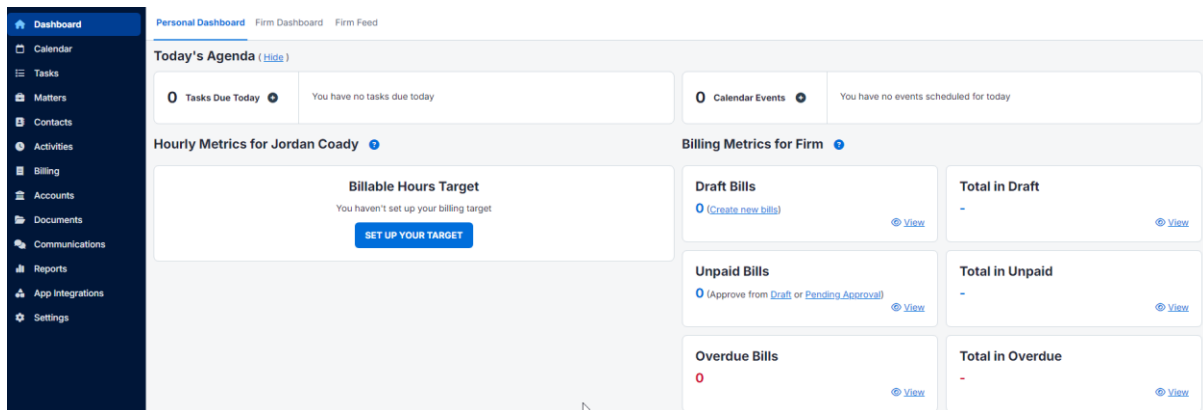 Dashboard
Calendar
Tasks
Matters
Contacts
Activities
Billing
Accounts
Documents
Communications
Reports
App Integrations
Settings
Personal Dashboard Firm Dashboard Firm Feed
Today's Agenda ( Hide )
0 Tasks Due Today You have no tasks due today
0 Calendar Events You have no events scheduled for today
Hourly Metrics for Jordan Coady ?
Billable Hours Target
You haven't set up your billing target
SET UP YOUR TARGET
Billing Metrics for Firm ?
Draft Bills
0 (Create new bills)
View
Total in Draft
-
View
Unpaid Bills
0 (Approve from Draft or Pending Approval)
View
Total in Unpaid
-
View
Overdue Bills
0
View
Total in Overdue
-
View